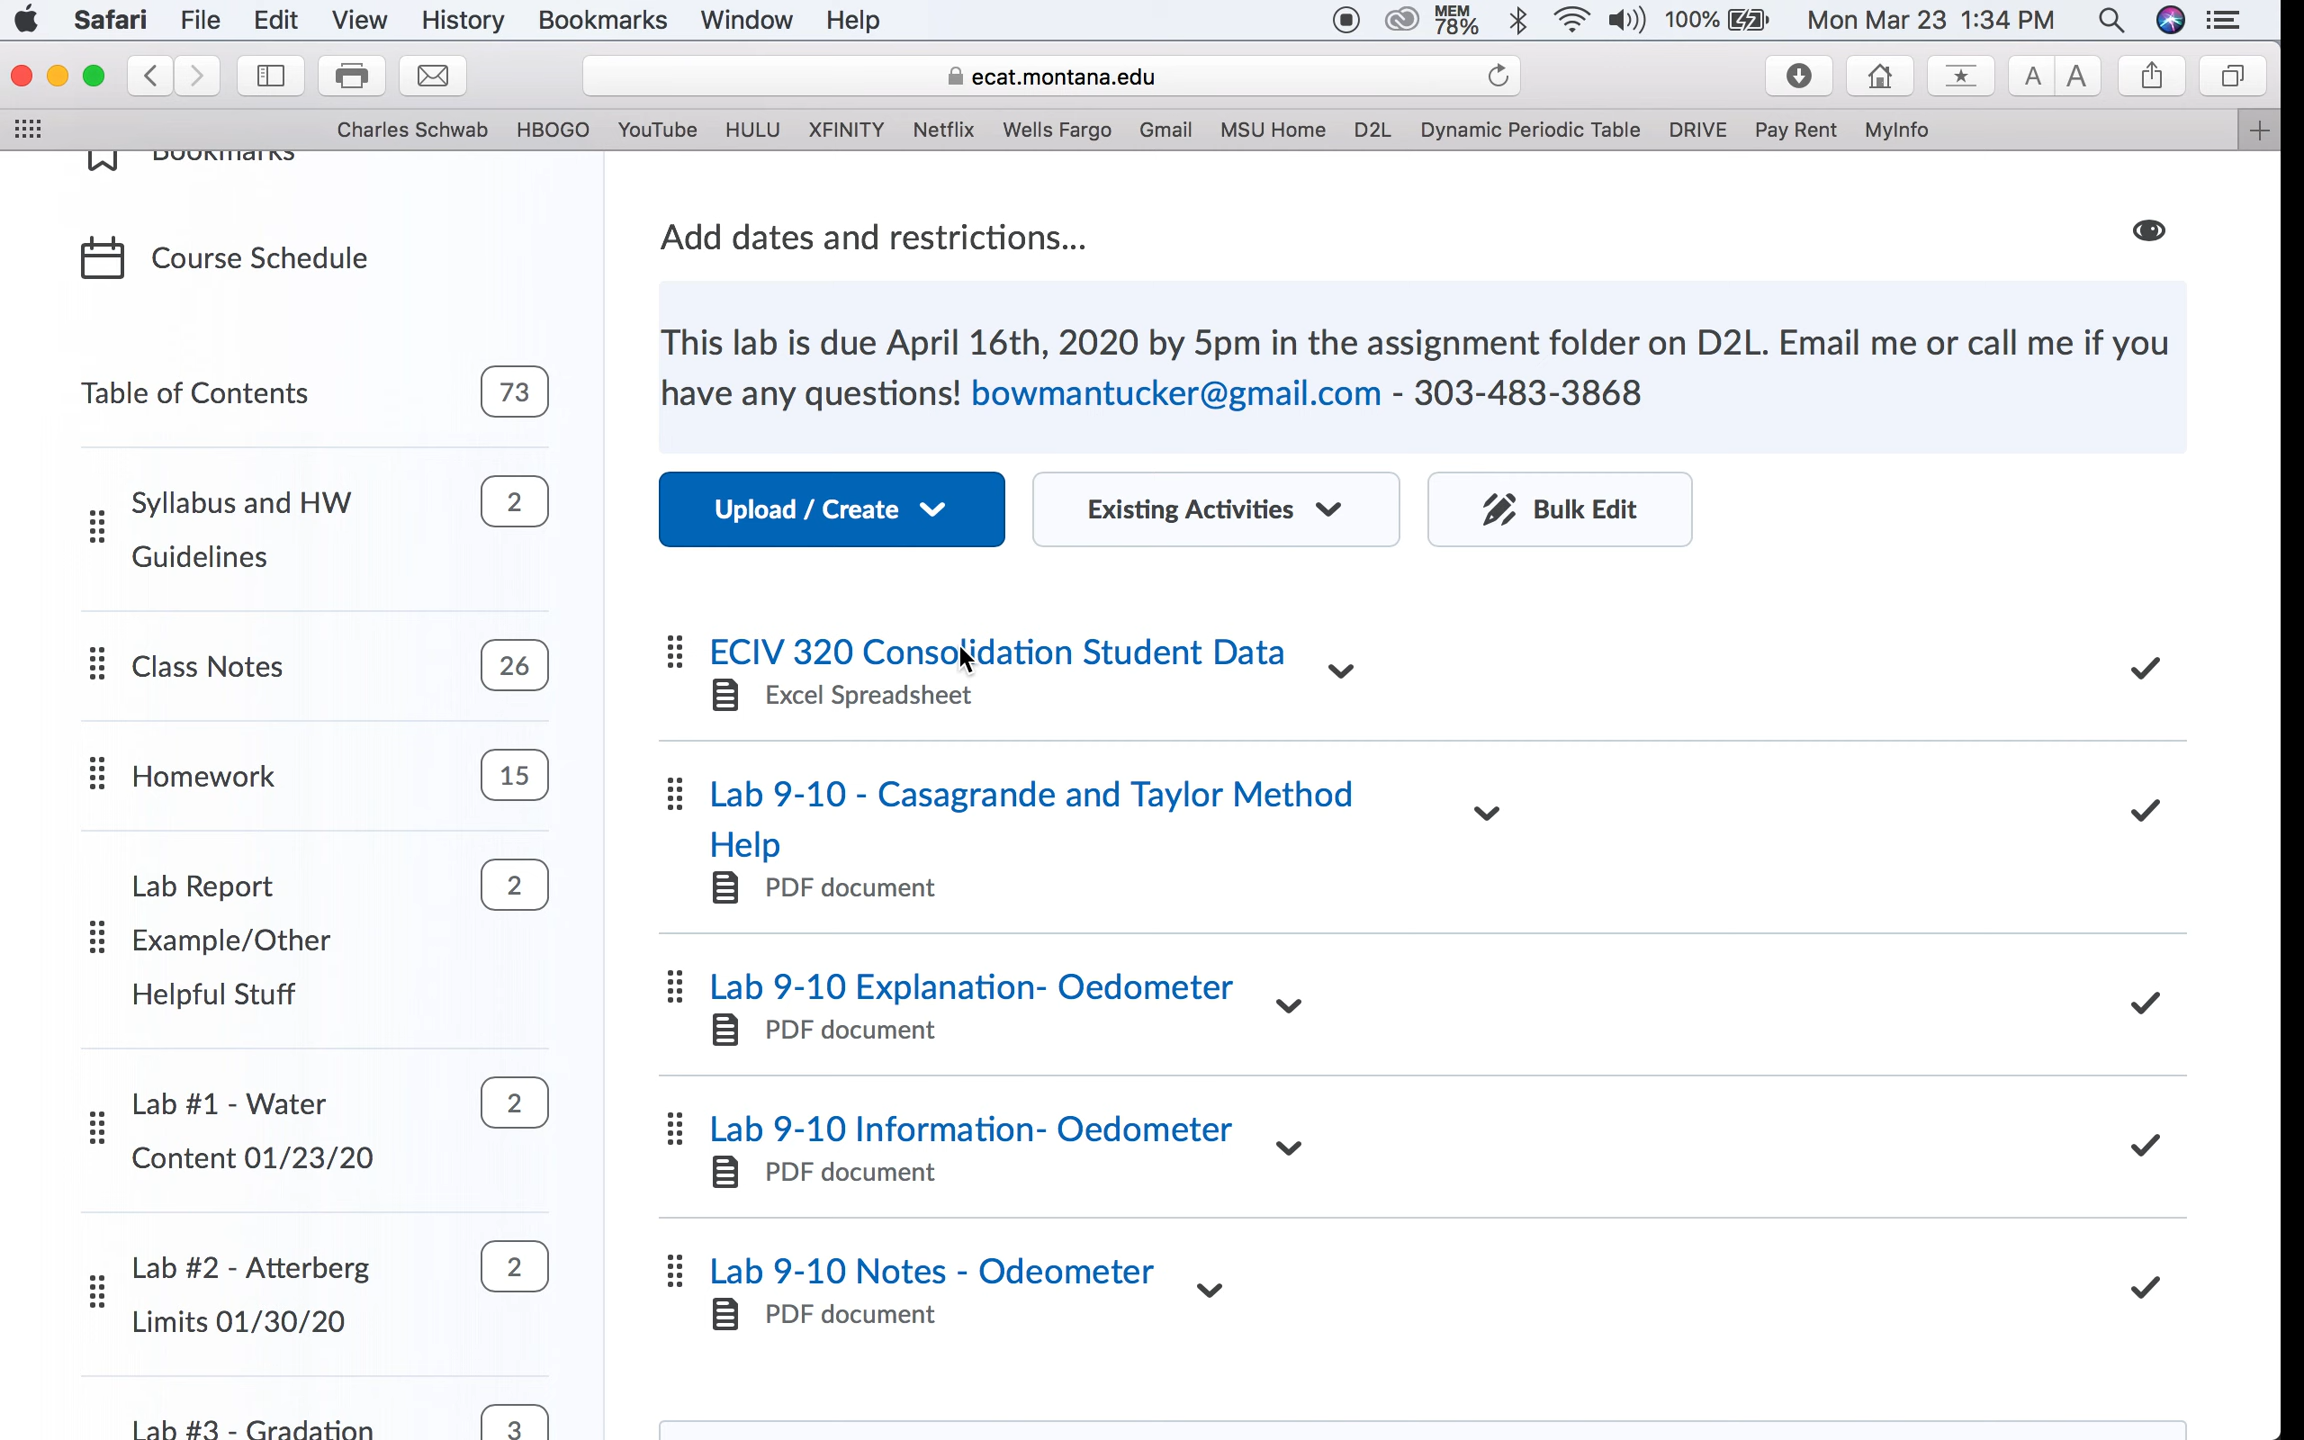 Safari File Edit View History Bookmarks Window Help MEM 78% 100% Mon Mar 23 1:34 PM
ecat.montana.edu A A
Charles Schwab HBOGO YouTube HULU XFINITY Netflix Wells Fargo Gmail MSU Home D2L Dynamic Periodic Table DRIVE Pay Rent MyInfo
Bookmarks
Course Schedule
Table of Contents 73
Syllabus and HW 2
Guidelines
Class Notes 26
Homework 15
Lab Report 2
Example/Other
Helpful Stuff
Lab #1 - Water 2
Content 01/23/20
Lab #2 - Atterberg 2
Limits 01/30/20
Lab #3 - Gradation 3
Add dates and restrictions...
This lab is due April 16th, 2020 by 5pm in the assignment folder on D2L. Email me or call me if you
have any questions! bowmantucker@gmail.com - 303-483-3868
Upload / Create Existing Activities Bulk Edit
ECIV 320 Consolidation Student Data
Excel Spreadsheet
Lab 9-10 - Casagrande and Taylor Method
Help
PDF document
Lab 9-10 Explanation- Oedometer
PDF document
Lab 9-10 Information- Oedometer
PDF document
Lab 9-10 Notes - Odeometer
PDF document